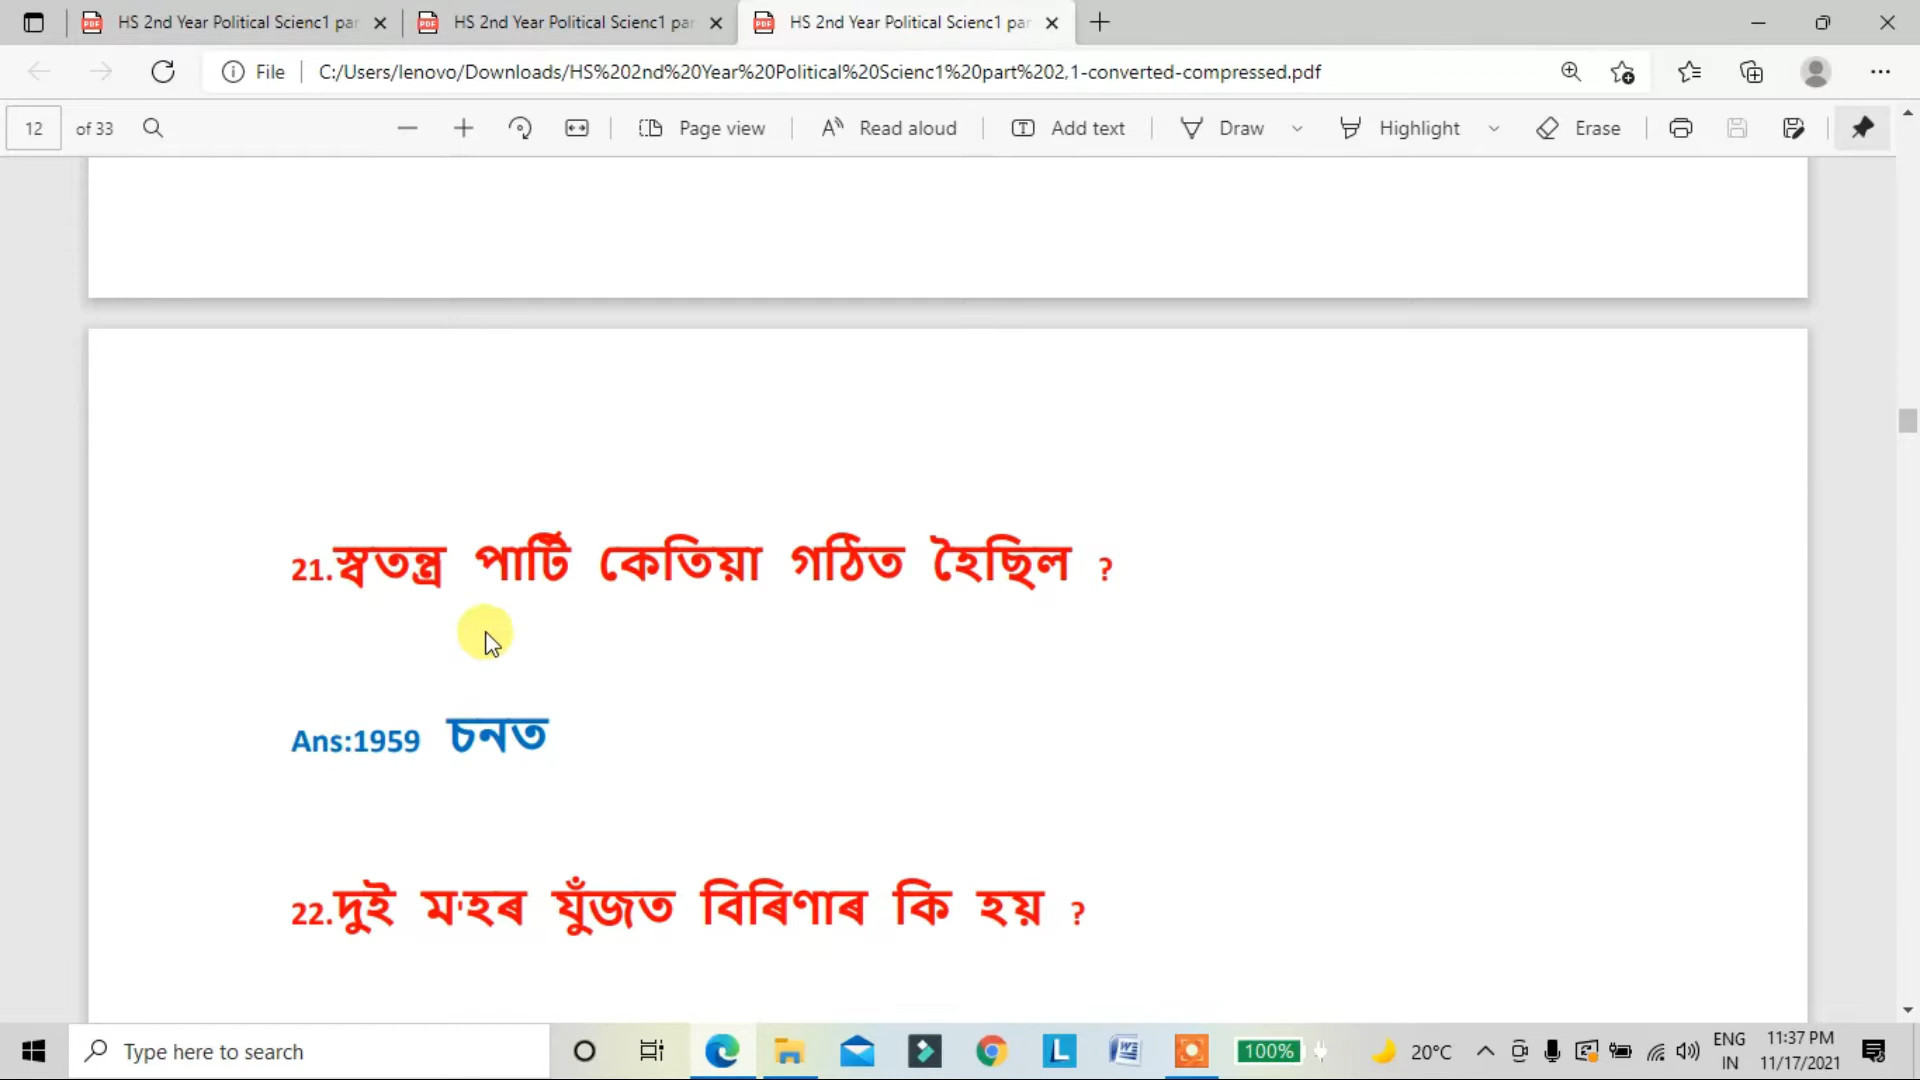 HS 2nd Year Political Scienc1 par
HS 2nd Year Political Scienc1 par
HS 2nd Year Political Scienc1 par
File
C:/Users/lenovo/Downloads/HS%202nd%20Year%20Political%20Scienc1%20part%202,1-converted-compressed.pdf
12 of 33
Page view
Read aloud
Add text
Draw
Highlight
Erase
21.স্বতন্ত্ৰ পাৰ্টি কেতিয়া গঠিত হৈছিল ?
Ans:1959 চনত
22.দুই ম'হৰ যুঁজত বিৰিণাৰ কি হয় ?
Type here to search
100%
20°C
ENG
IN
11:37 PM
11/17/2021